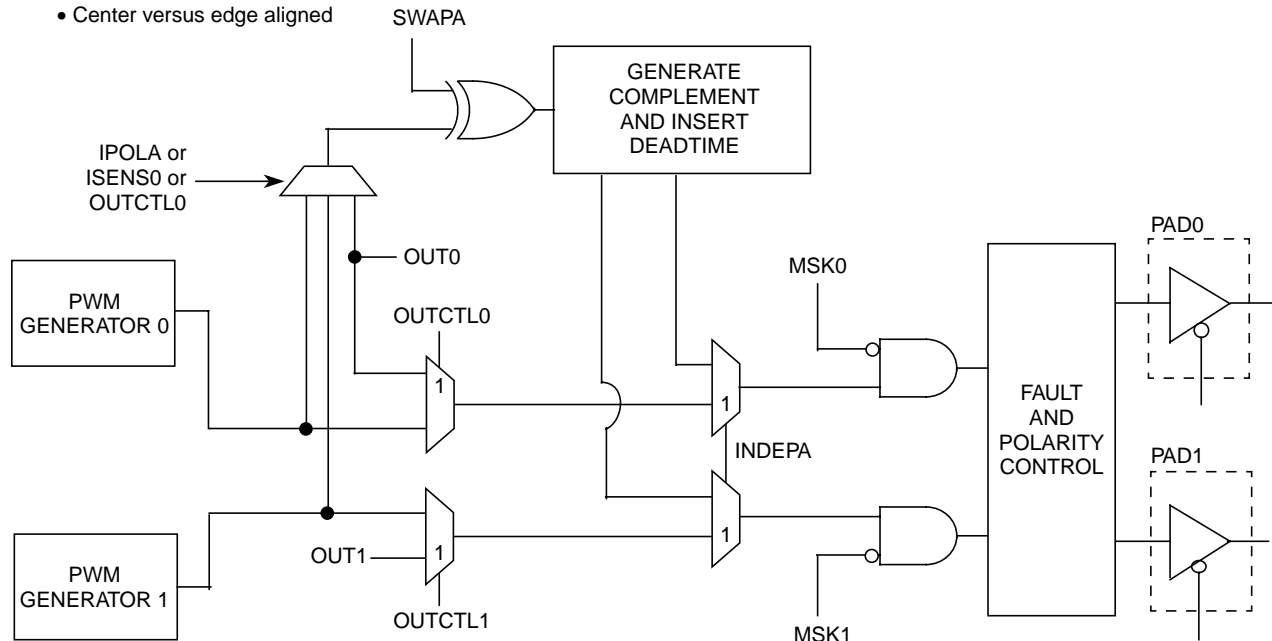 • Center versus edge aligned
SWAPA
GENERATE
COMPLEMENT
AND INSERT
DEADTIME
IPOLA or
ISENS0 or
OUTCTL0
OUT0
PWM
GENERATOR 0
OUTCTL0
1
MSK0
PAD0
1
FAULT
AND
POLARITY
CONTROL
INDEPA
PAD1
PWM
GENERATOR 1
OUT1
1
OUTCTL1
1
MSK1